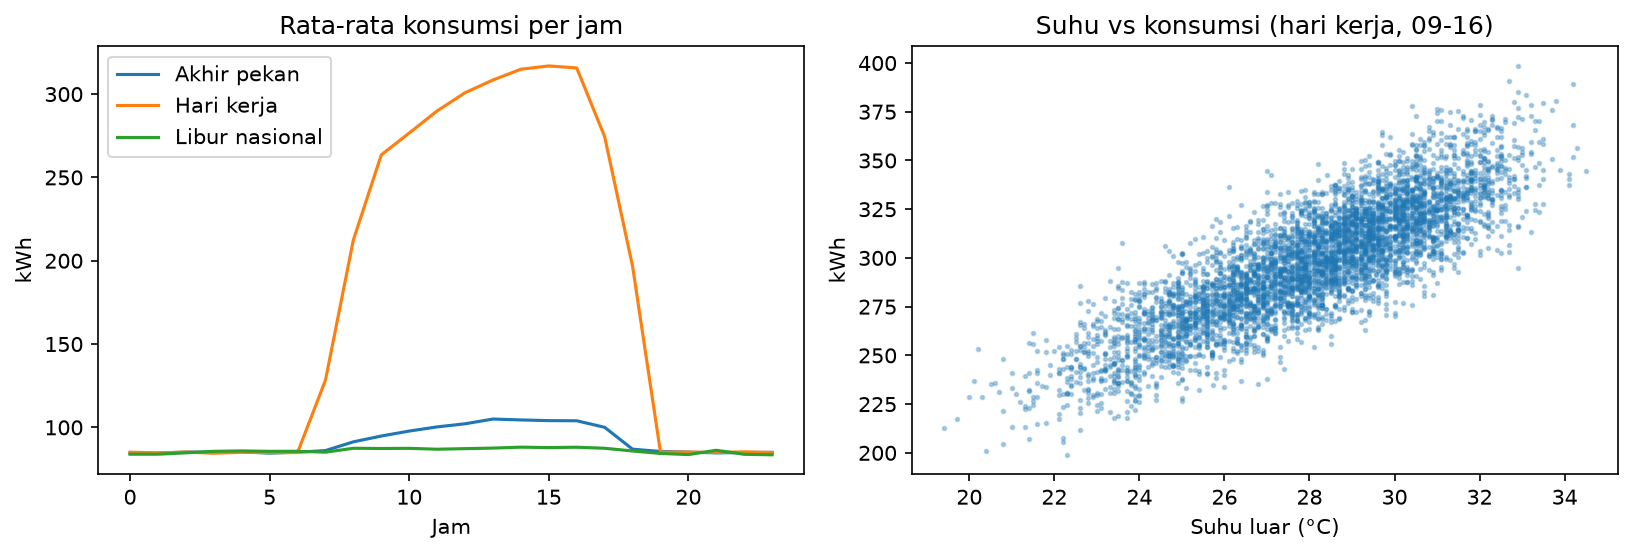 Rata-rata konsumsi per jam
kWh
300
250
200
150
100
Akhir pekan
Hari kerja
Libur nasional
0 5 10 15 20
Jam
Suhu vs konsumsi (hari kerja, 09-16)
kWh
400
375
350
325
300
275
250
225
200
20 22 24 26 28 30 32 34
Suhu luar (°C)